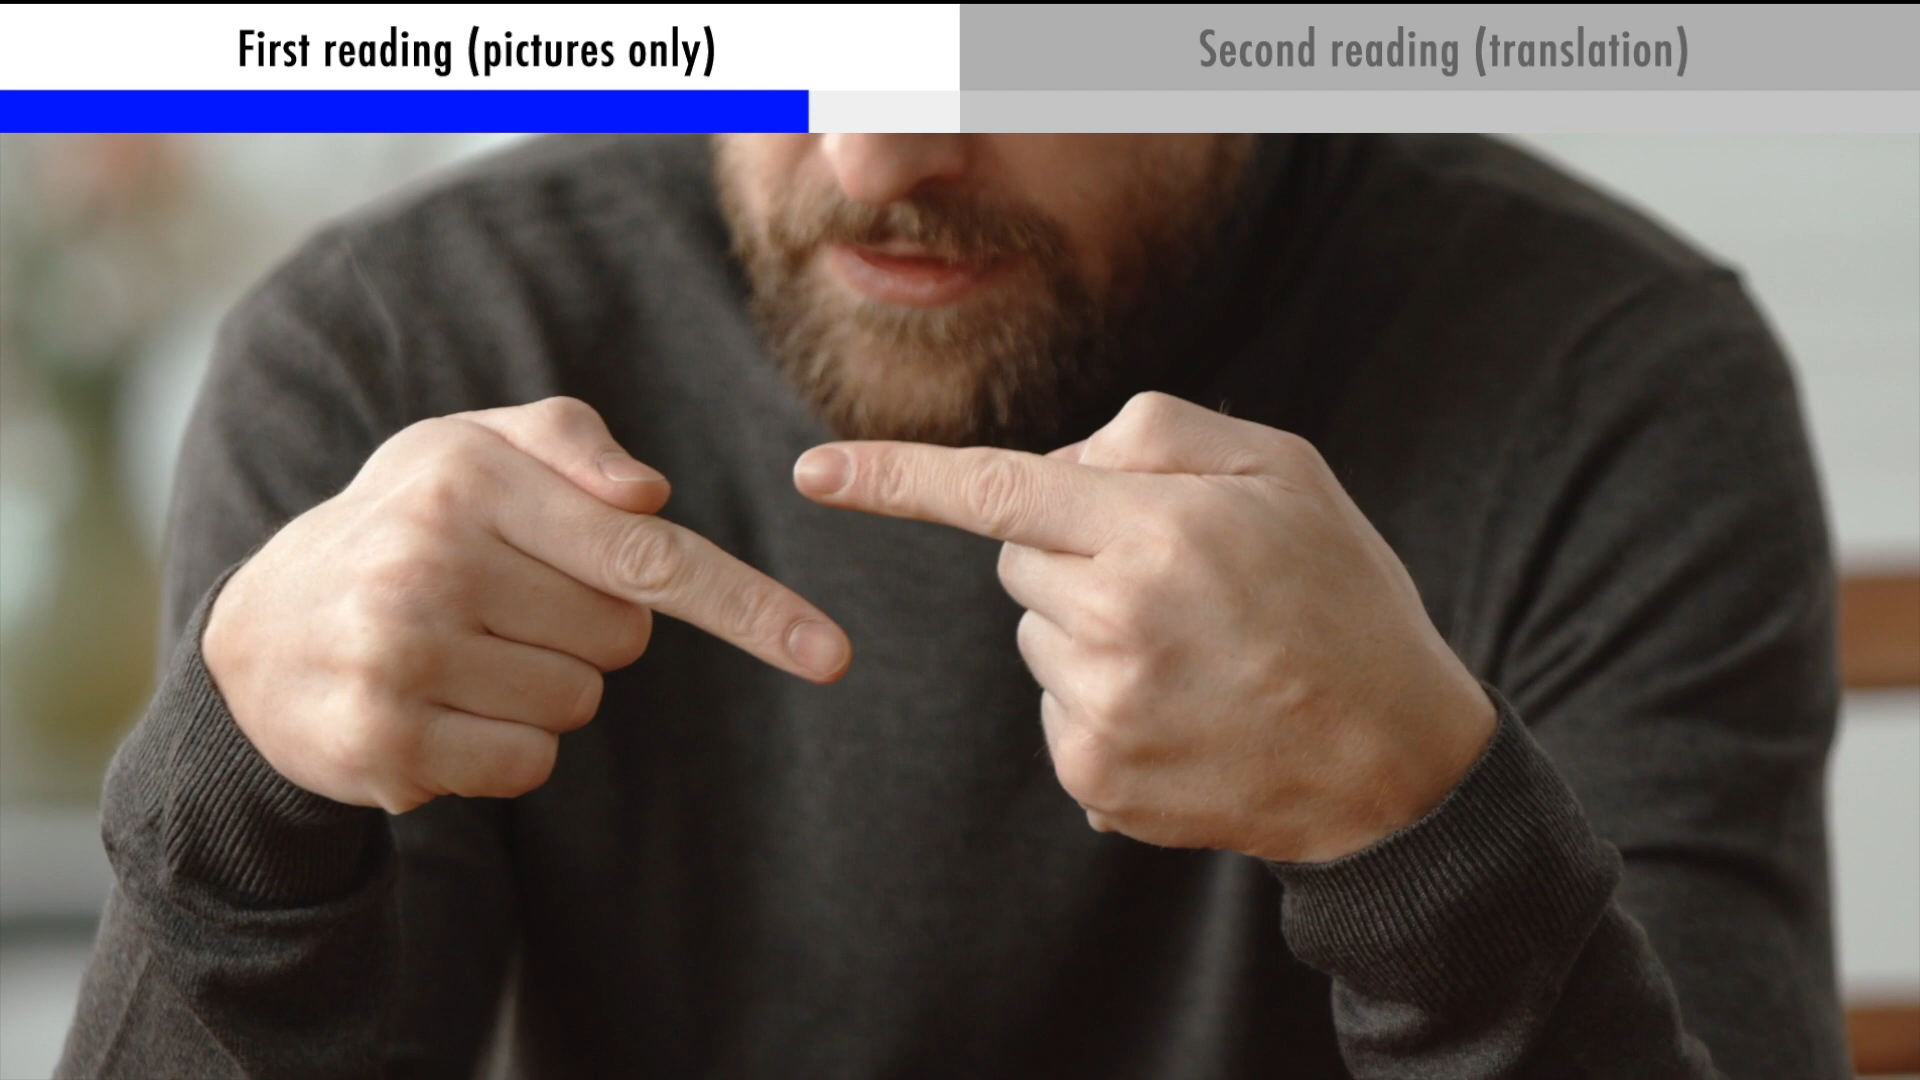 First reading (pictures only)
Second reading (translation)